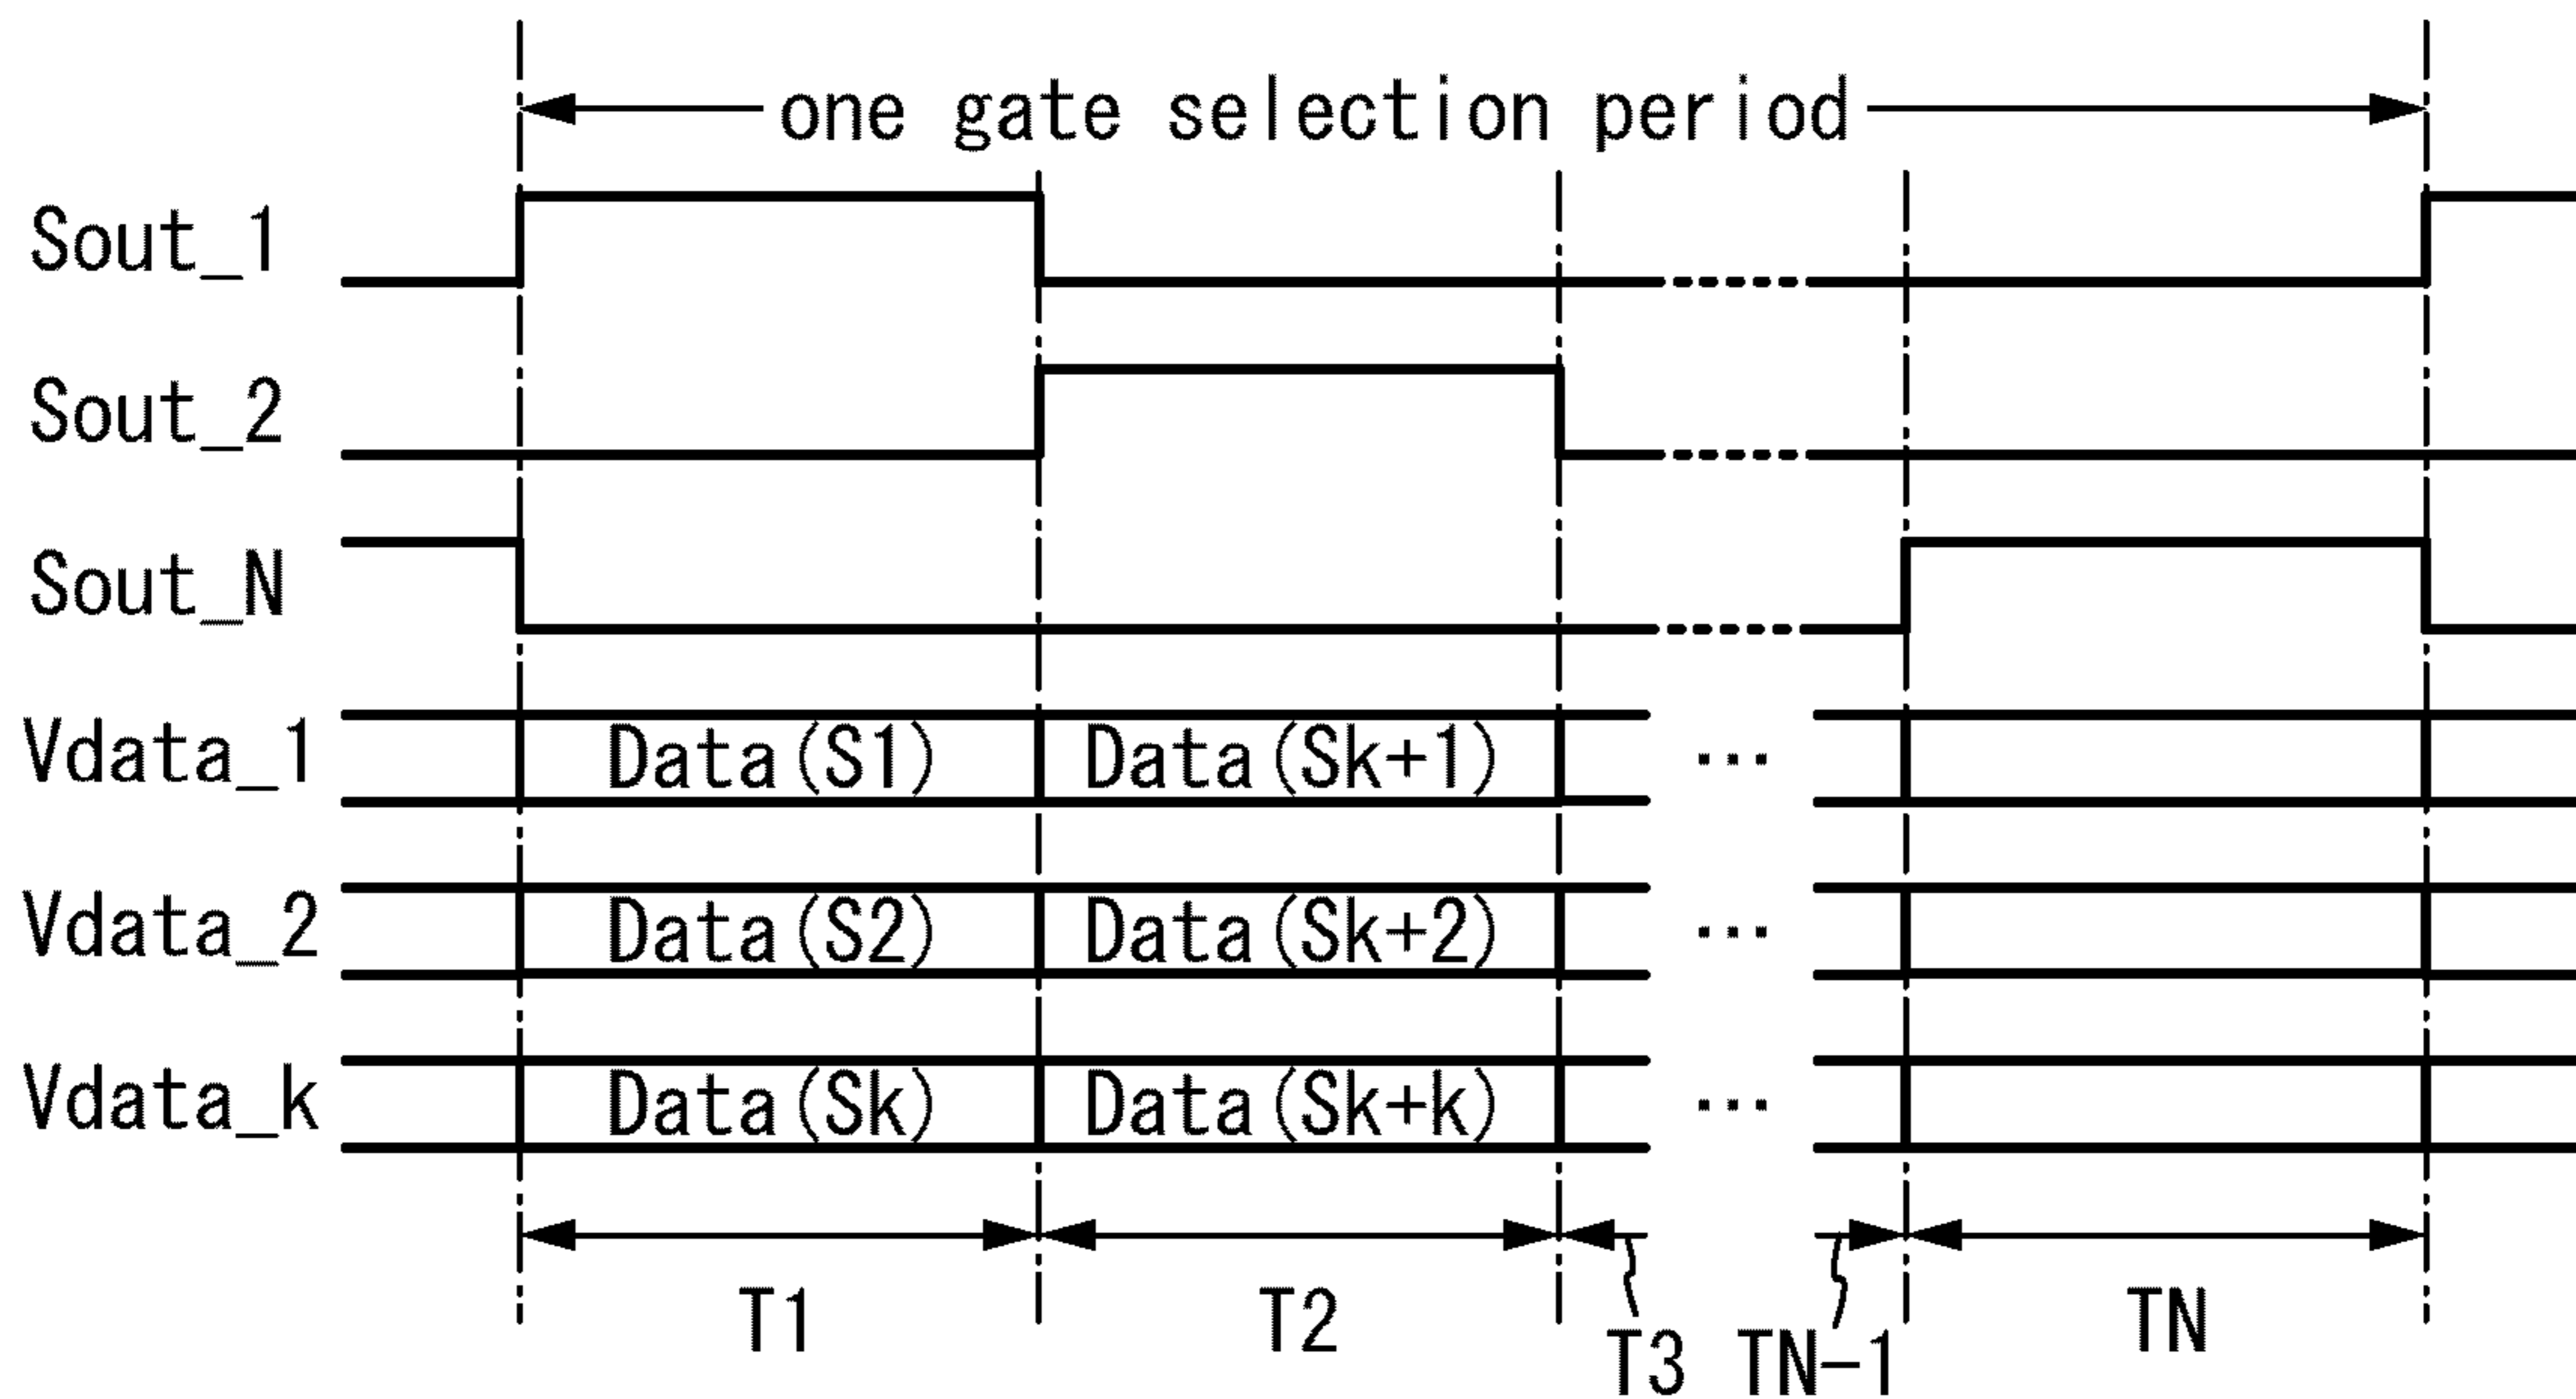 one gate selection period
Sout_1
Sout_2
Sout_N
Vdata_1 Data(S1) Data(Sk+1) ...
Vdata_2 Data(S2) Data(Sk+2) ...
Vdata_k Data(Sk) Data(Sk+k) ...
T1 T2 T3 TN-1 TN